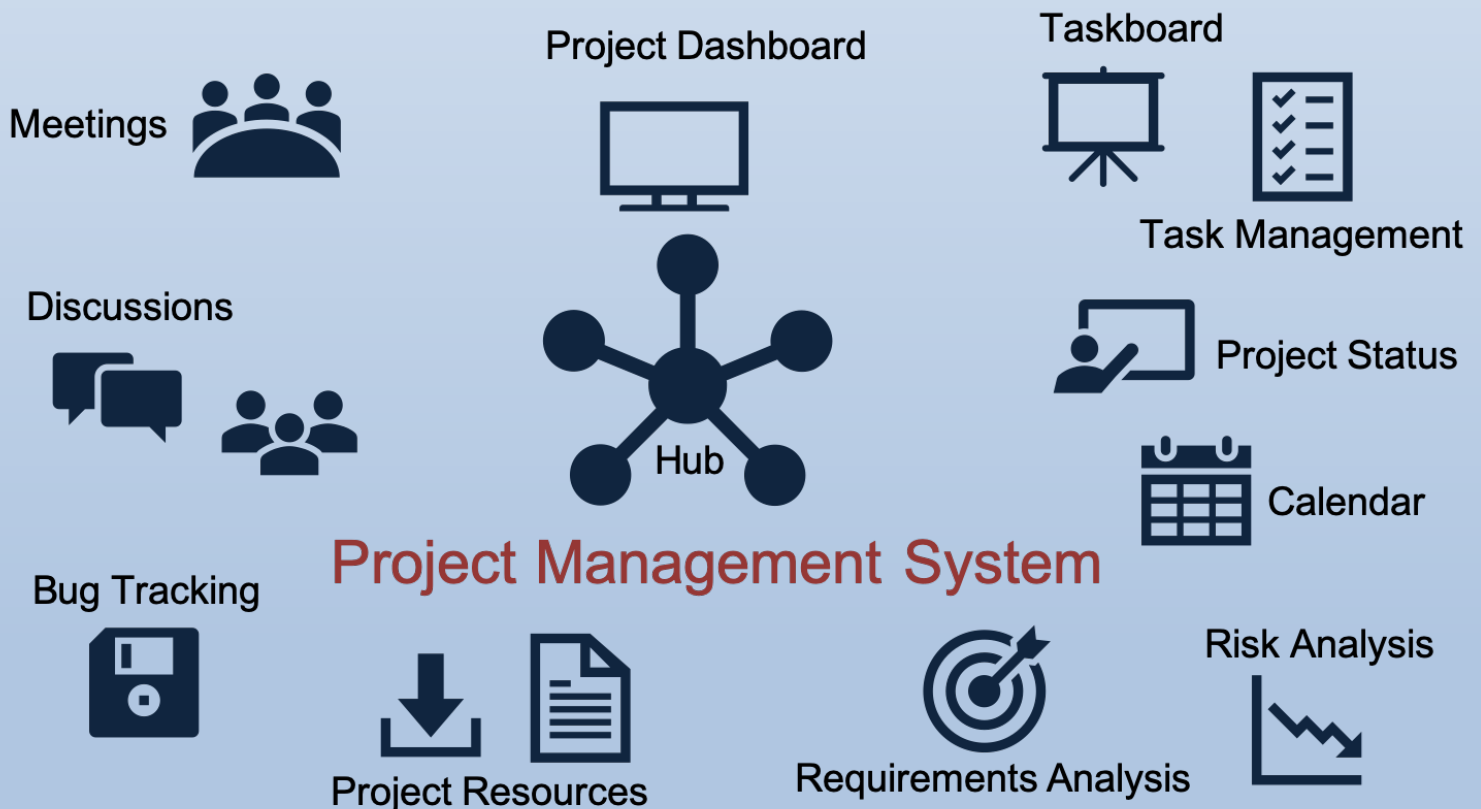 Project Dashboard
Taskboard
Meetings
Task Management
Discussions
Project Status
Hub
Calendar
Project Management System
Bug Tracking
Risk Analysis
Requirements Analysis
Project Resources